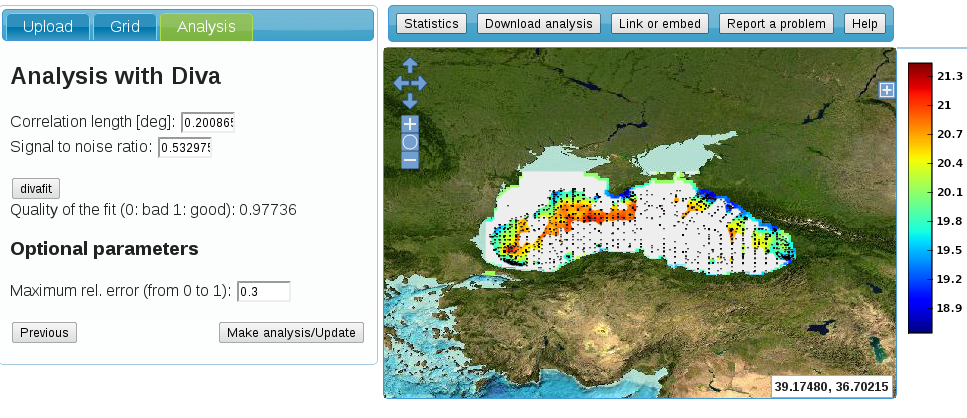 Upload Grid Analysis
Statistics Download analysis Link or embed Report a problem Help
Analysis with Diva
Correlation length [deg]: 0.20086
Signal to noise ratio: 0.53297
divafit
Quality of the fit (0: bad 1: good): 0.97736
Optional parameters
Maximum rel. error (from 0 to 1): 0.3
Previous Make analysis/Update
21.3
21
20.7
20.4
20.1
19.8
19.5
19.2
18.9
39.17480, 36.70215